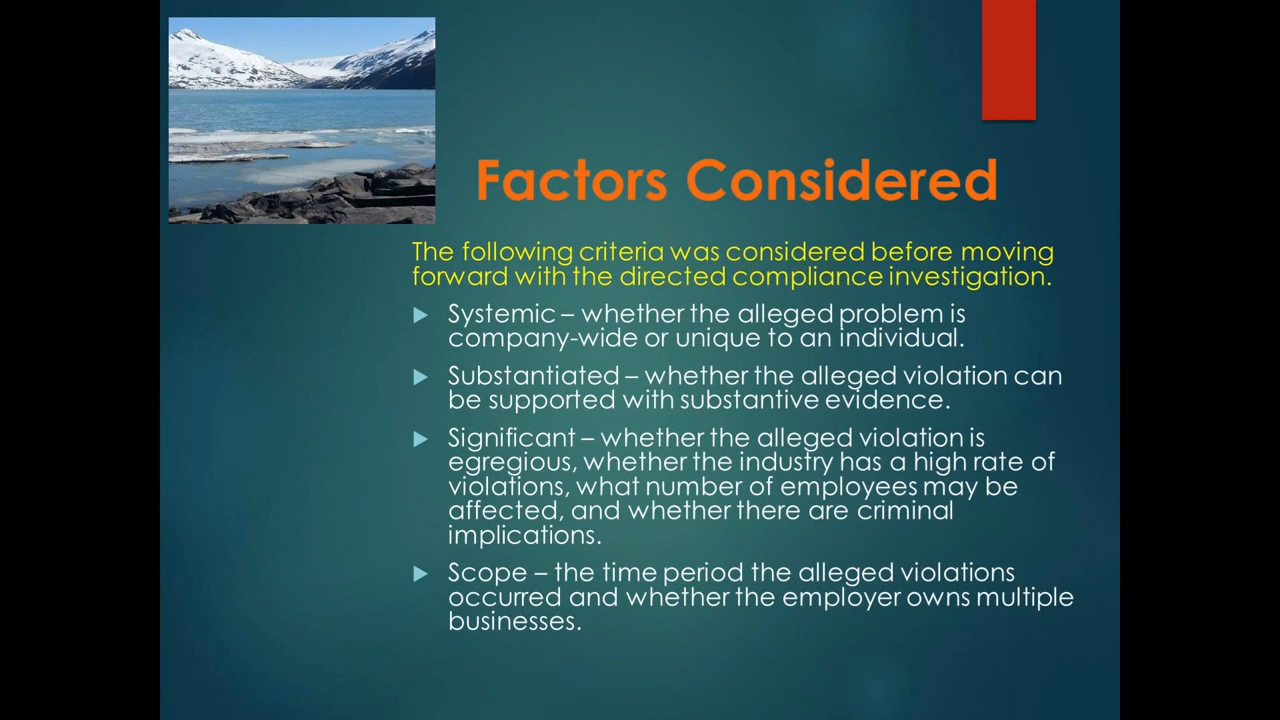 Factors Considered
The following criteria was considered before moving
forward with the directed compliance investigation.
Systemic – whether the alleged problem is
company-wide or unique to an individual.
Substantiated – whether the alleged violation can
be supported with substantive evidence.
Significant – whether the alleged violation is
egregious, whether the industry has a high rate of
violations, what number of employees may be
affected, and whether there are criminal
implications.
Scope – the time period the alleged violations
occurred and whether the employer owns multiple
businesses.